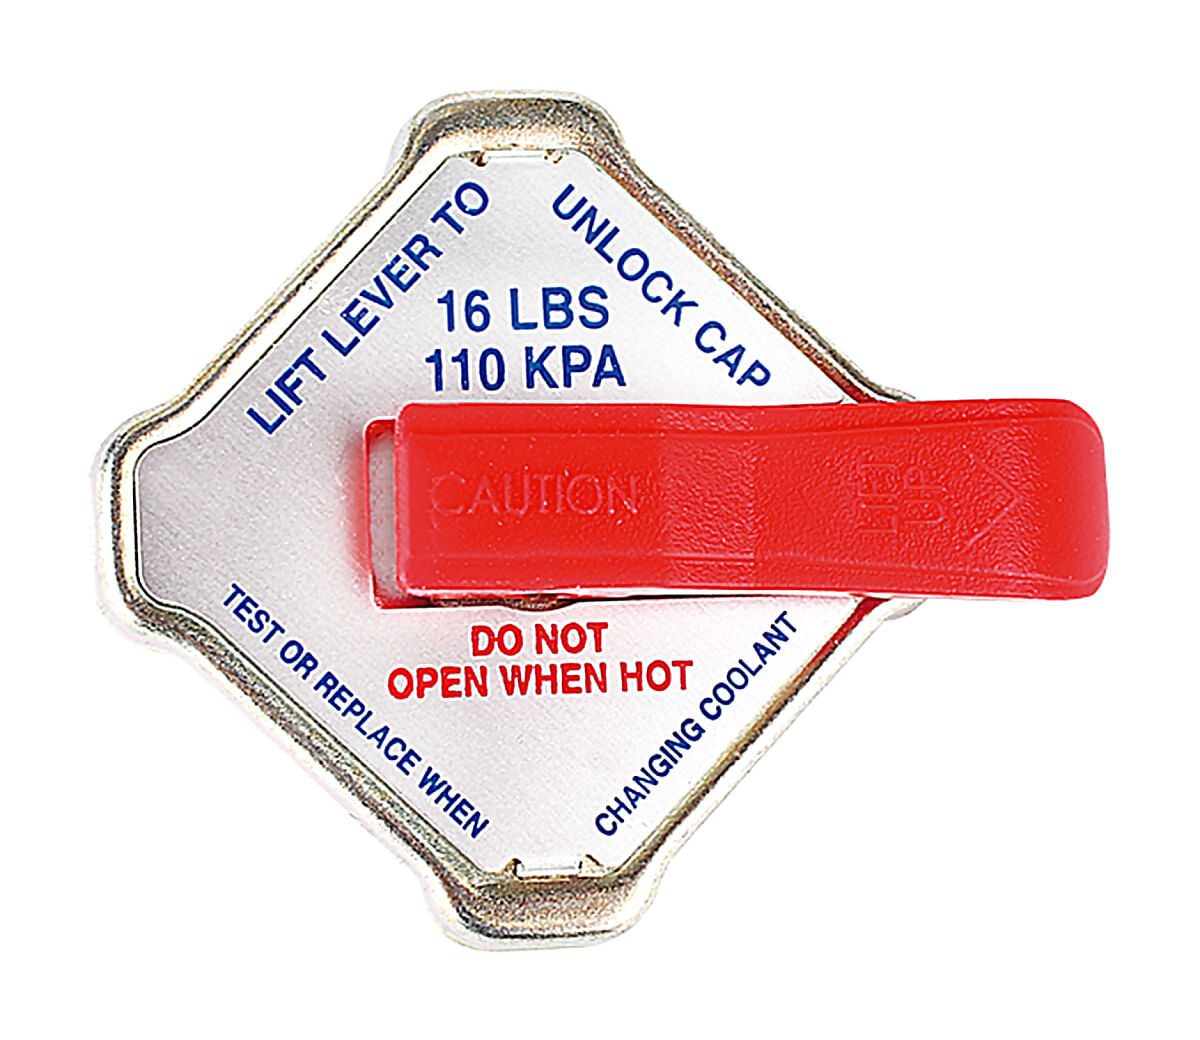 LIFT LEVER TO
UNLOCK CAP
16 LBS
110 KPA
CAUTION
LIFT
UP
DO NOT
OPEN WHEN HOT
TEST OR REPLACE WHEN
CHANGING COOLANT